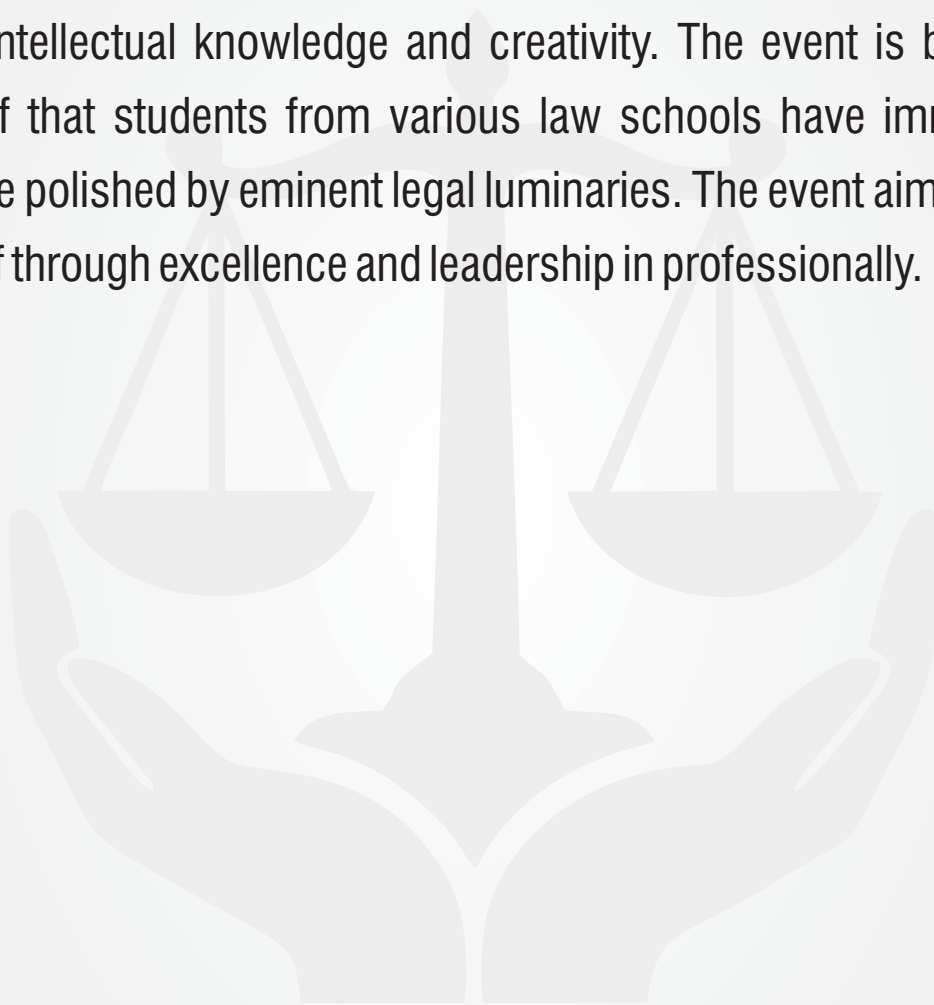 ntellectual knowledge and creativity. The event is b
f that students from various law schools have im
e polished by eminent legal luminaries. The event aim
f through excellence and leadership in professionally.